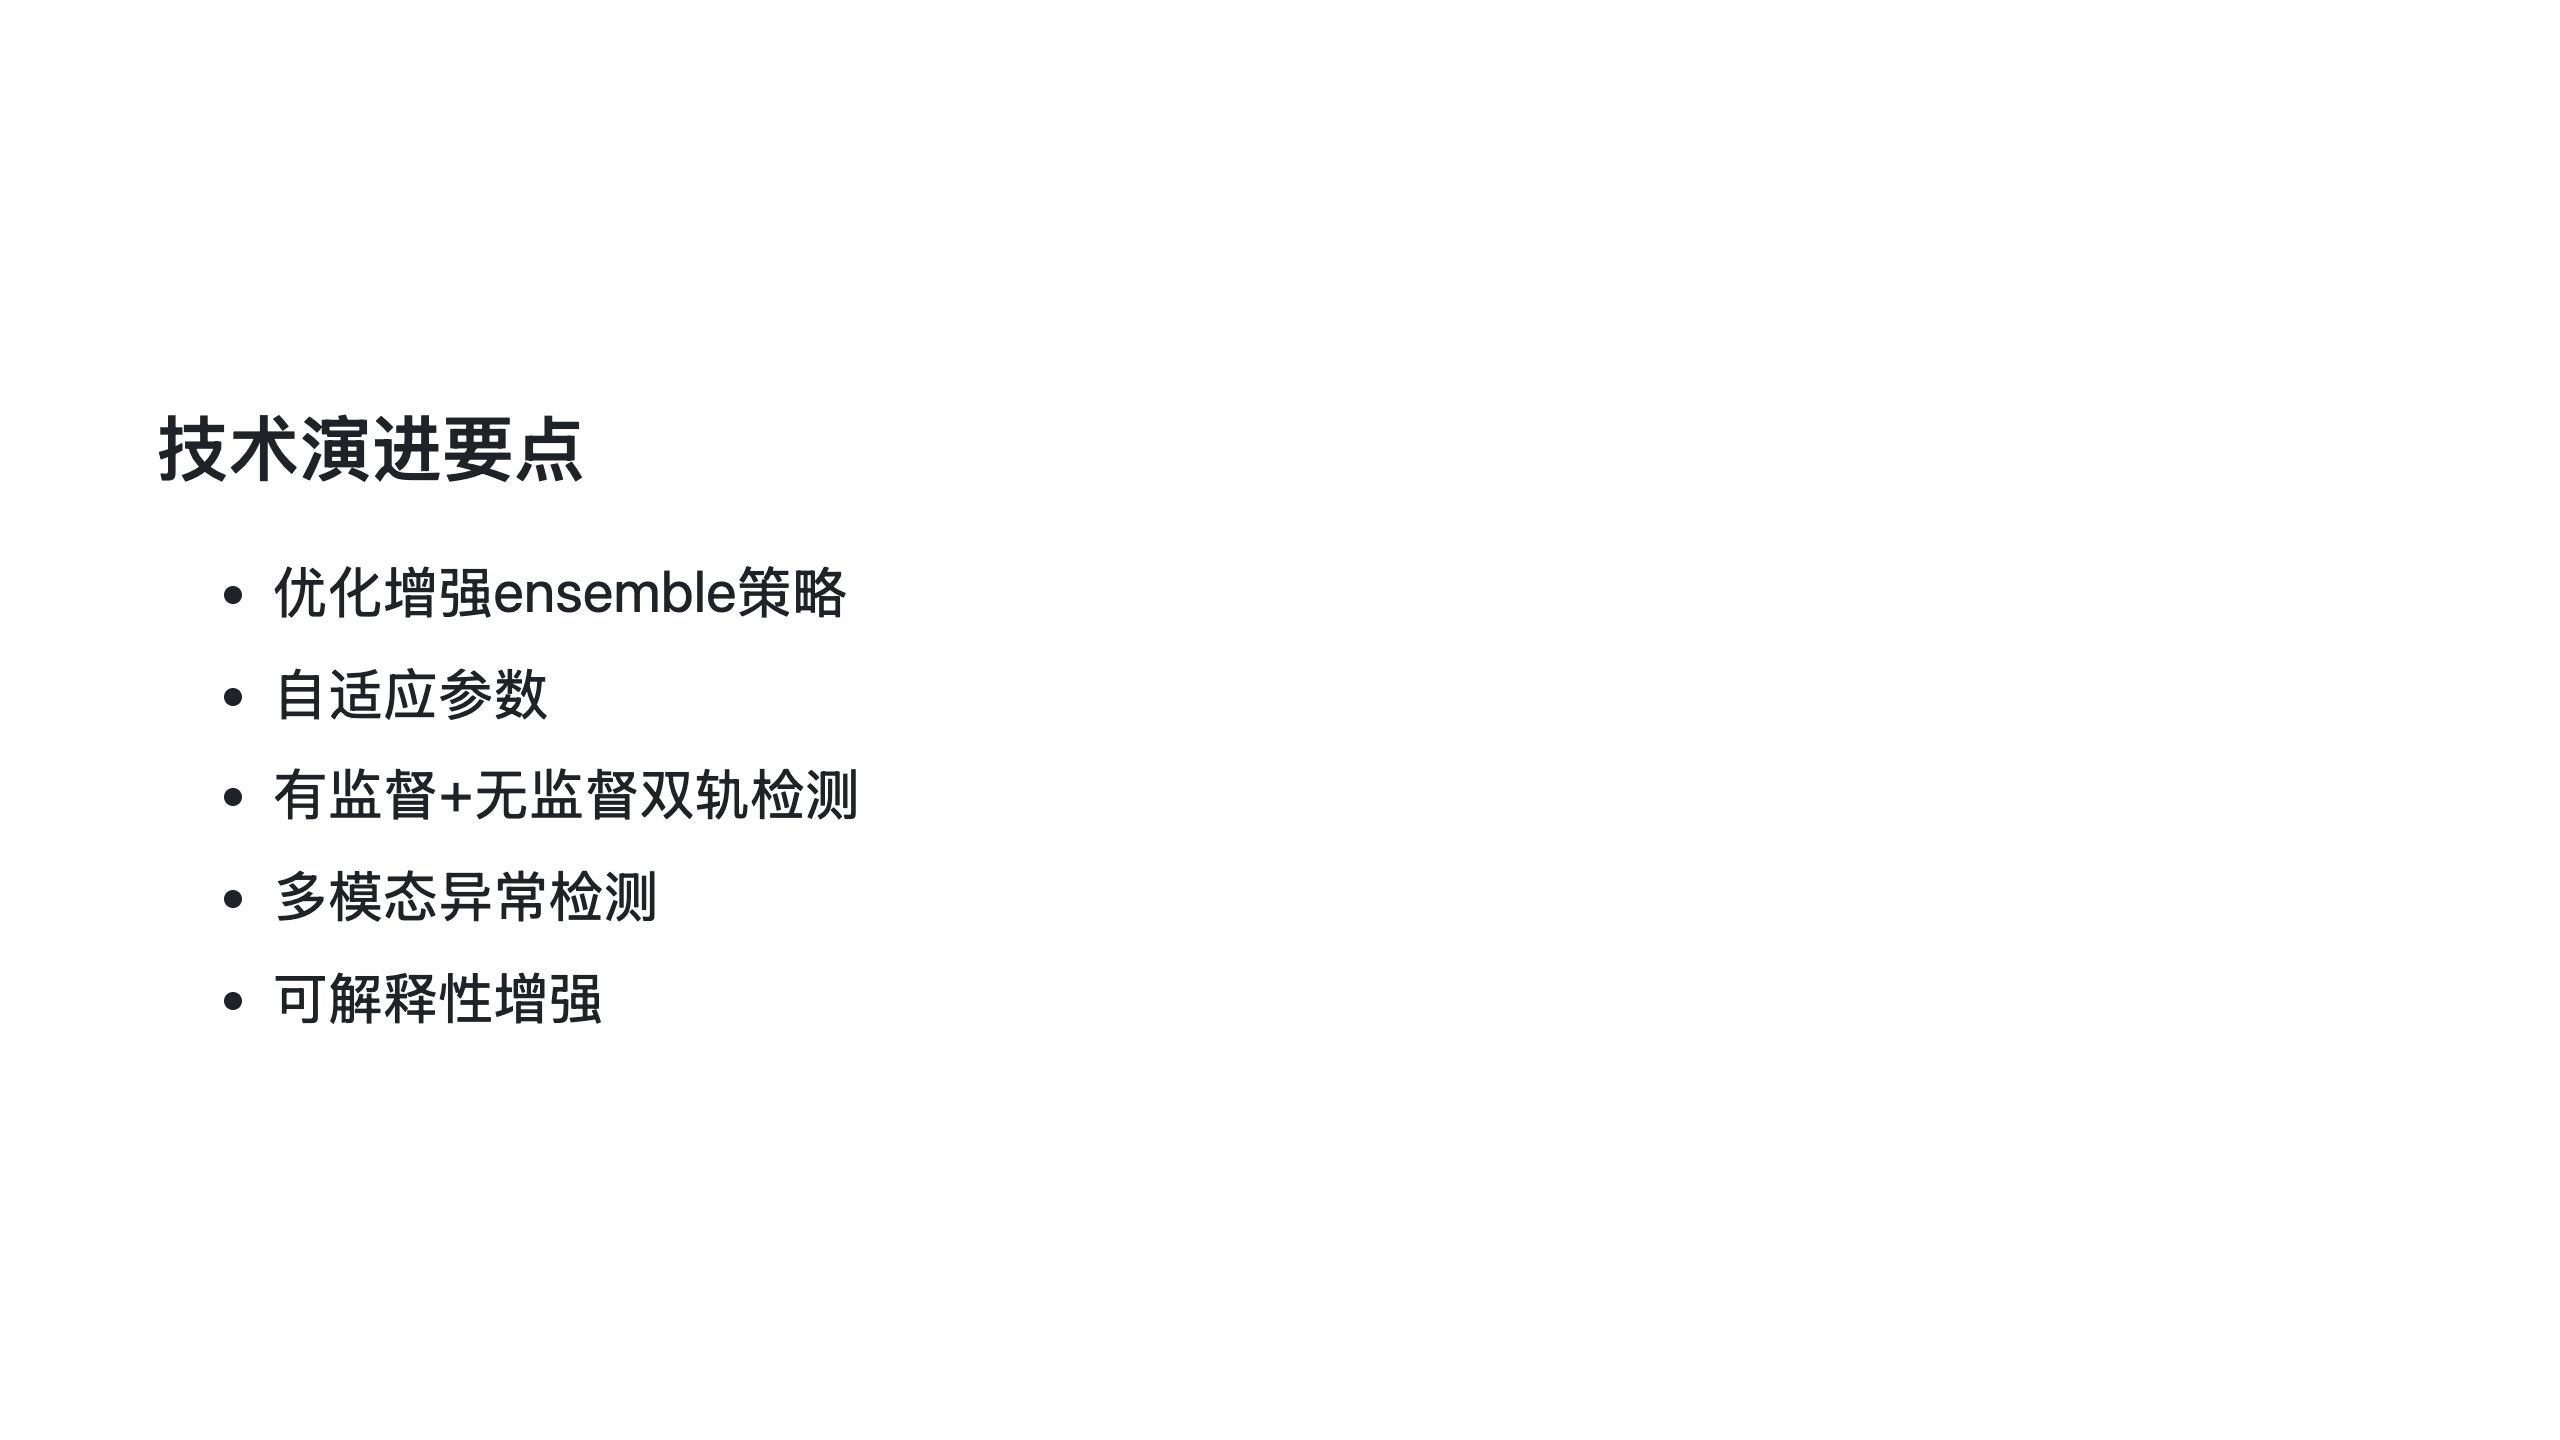 技术演进要点
优化增强ensemble策略
自适应参数
有监督+无监督双轨检测
多模态异常检测
可解释性增强